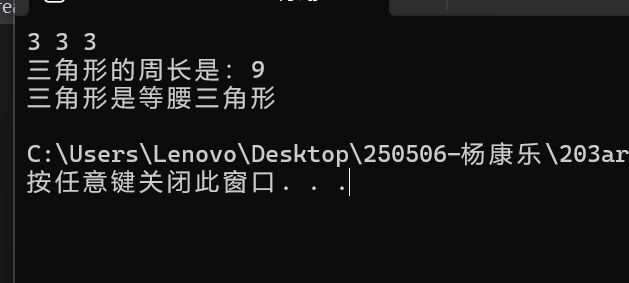 3 3 3
三角形的周长是: 9
三角形是等腰三角形
C:\Users\Lenovo\Desktop\250506-杨康乐\203ar
按任意键关闭此窗口. . .